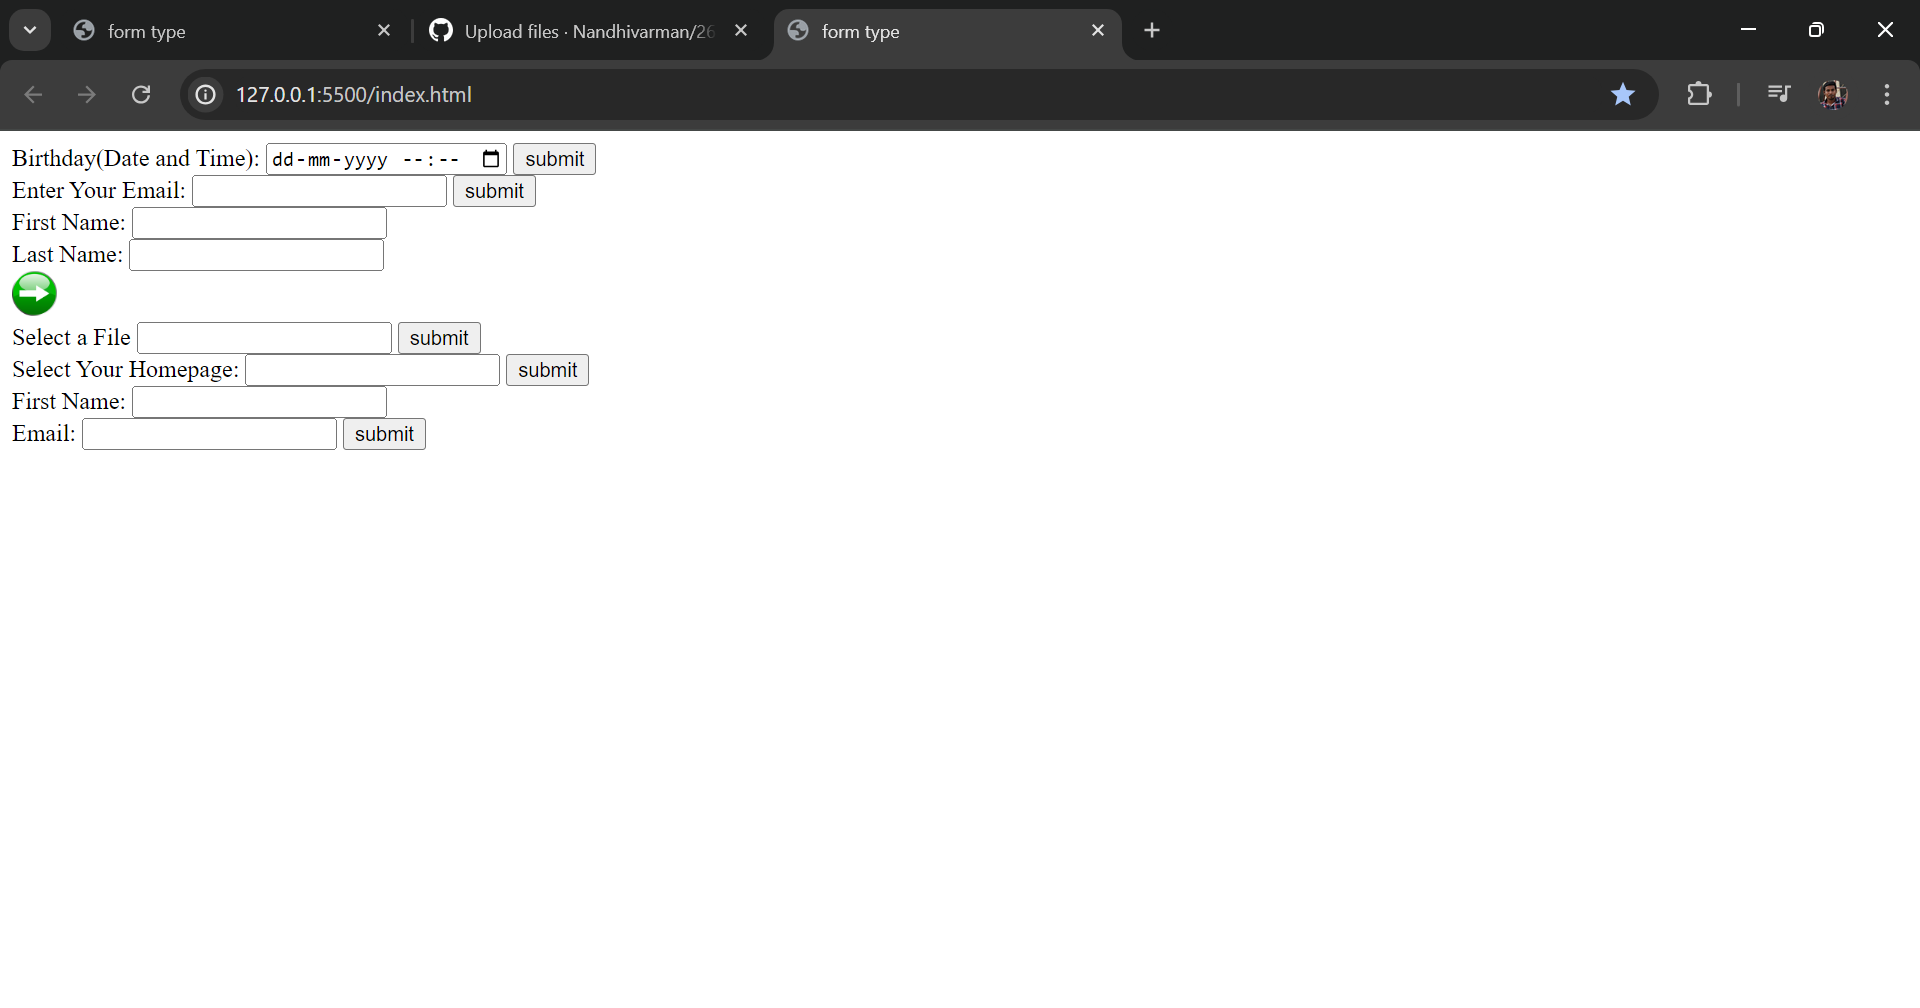 form type
Upload files · Nandhivarman/26
form type
127.0.0.1:5500/index.html
Birthday(Date and Time): dd-mm-yyyy --:-- submit
Enter Your Email: submit
First Name:
Last Name:
Select a File submit
Select Your Homepage: submit
First Name:
Email: submit